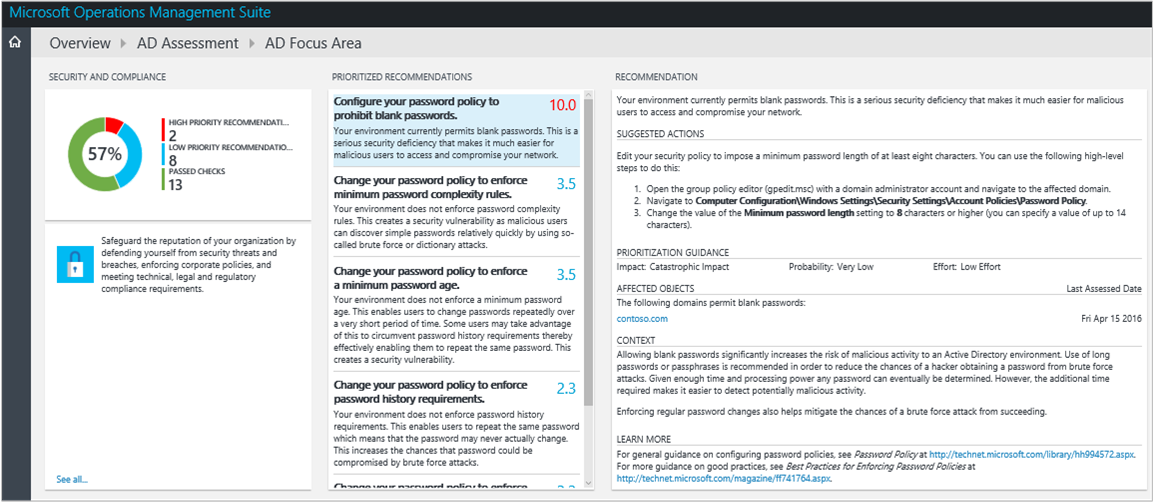 Microsoft Operations Management Suite
Overview AD Assessment AD Focus Area
SECURITY AND COMPLIANCE
57%
HIGH PRIORITY RECOMMENDATI...
2
LOW PRIORITY RECOMMENDATIO...
8
PASSED CHECKS
13
Safeguard the reputation of your organization by
defending yourself from security threats and
breaches, enforcing corporate policies, and
meeting technical, legal and regulatory
compliance requirements.
See all...
PRIORITIZED RECOMMENDATIONS
Configure your password policy to
prohibit blank passwords.
10.0
Your environment currently permits blank passwords. This is a
serious security deficiency that makes it much easier for
malicious users to access and compromise your network.
Change your password policy to enforce
minimum password complexity rules.
3.5
Your environment does not enforce password complexity
rules. This creates a security vulnerability as malicious users
can discover simple passwords relatively quickly by using so-
called brute force or dictionary attacks.
Change your password policy to enforce
a minimum password age.
3.5
Your environment does not enforce a minimum password
age. This enables users to change passwords repeatedly over
a very short period of time. Some users may take advantage
of this to circumvent password history requirements thereby
effectively enabling them to repeat the same password. This
creates a security vulnerability.
Change your password policy to enforce
password history requirements.
2.3
Your environment does not enforce password history
requirements. This enables users to repeat the same password
which means that the password may never actually change.
This increases the chances that password could be
compromised by brute force attacks.
Change your password policy to enforce
RECOMMENDATION
Your environment currently permits blank passwords. This is a serious security deficiency that makes it much easier for malicious
users to access and compromise your network.
SUGGESTED ACTIONS
Edit your security policy to impose a minimum password length of at least eight characters. You can use the following high-level
steps to do this:
1. Open the group policy editor (gpedit.msc) with a domain administrator account and navigate to the affected domain.
2. Navigate to Computer Configuration\Windows Settings\Security Settings\Account Policies\Password Policy.
3. Change the value of the Minimum password length setting to 8 characters or higher (you can specify a value of up to 14
characters).
PRIORITIZATION GUIDANCE
Impact: Catastrophic Impact Probability: Very Low Effort: Low Effort
AFFECTED OBJECTS Last Assessed Date
The following domains permit blank passwords:
contoso.com Fri Apr 15 2016
CONTEXT
Allowing blank passwords significantly increases the risk of malicious activity to an Active Directory environment. Use of long
passwords or passphrases is recommended in order to reduce the chances of a hacker obtaining a password from brute force
attacks. Given enough time and processing power any password can eventually be determined. However, the additional time
required makes it easier to detect potentially malicious activity.
Enforcing regular password changes also helps mitigate the chances of a brute force attack from succeeding.
LEARN MORE
For general guidance on configuring password policies, see Password Policy at http://technet.microsoft.com/library/hh994572.aspx.
For more guidance on good practices, see Best Practices for Enforcing Password Policies at
http://technet.microsoft.com/magazine/ff741764.aspx.